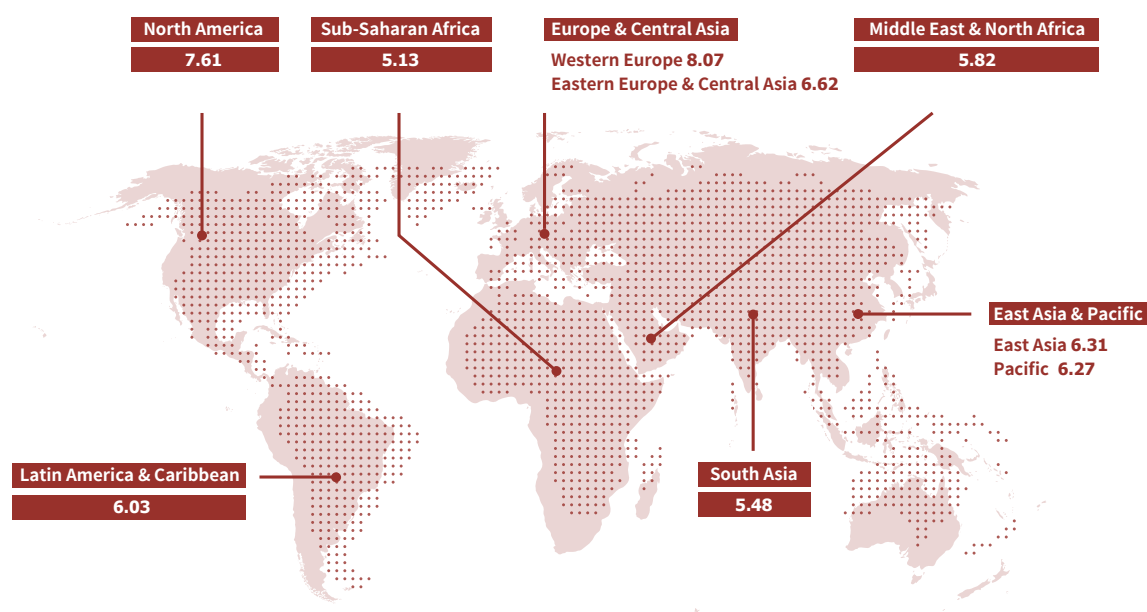 North America
7.61
Sub-Saharan Africa
5.13
Europe & Central Asia
Western Europe 8.07
Eastern Europe & Central Asia 6.62
Middle East & North Africa
5.82
East Asia & Pacific
East Asia 6.31
Pacific 6.27
Latin America & Caribbean
6.03
South Asia
5.48